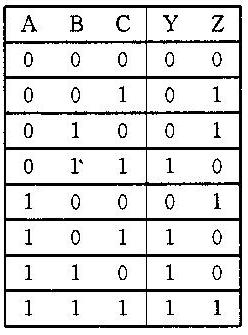 A B C Y Z
0 0 0 0 0
0 0 1 0 1
0 1 0 0 1
0 1 1 1 0
1 0 0 0 1
1 0 1 1 0
1 1 0 1 0
1 1 1 1 1